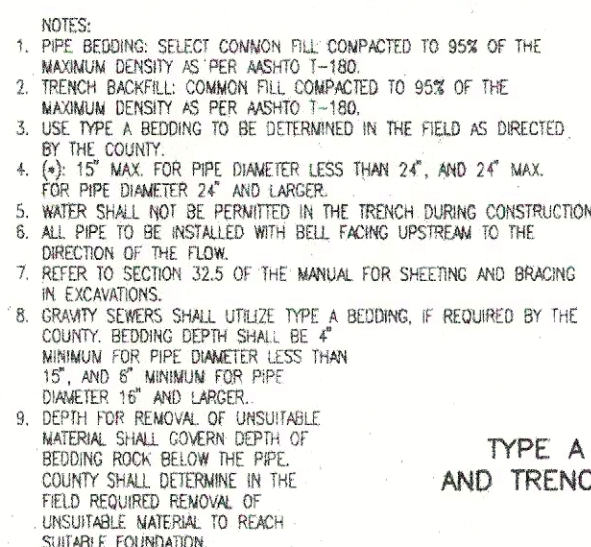 NOTES:
1. PIPE BEDDING: SELECT COMMON FILL COMPACTED TO 95% OF THE
MAXIMUM DENSITY AS PER AASHTO T-180.
2. TRENCH BACKFILL: COMMON FILL COMPACTED TO 95% OF THE
MAXIMUM DENSITY AS PER AASHTO T-180.
3. USE TYPE A BEDDING TO BE DETERMINED IN THE FIELD AS DIRECTED
BY THE COUNTY.
4. (*): 15" MAX. FOR PIPE DIAMETER LESS THAN 24", AND 24" MAX.
FOR PIPE DIAMETER 24" AND LARGER.
5. WATER SHALL NOT BE PERMITTED IN THE TRENCH DURING CONSTRUCTION
6. ALL PIPE TO BE INSTALLED WITH BELL FACING UPSTREAM TO THE
DIRECTION OF THE FLOW.
7. REFER TO SECTION 32.5 OF THE MANUAL FOR SHEETING AND BRACING
IN EXCAVATIONS.
8. GRAVITY SEWERS SHALL UTILIZE TYPE A BEDDING, IF REQUIRED BY THE
COUNTY. BEDDING DEPTH SHALL BE 4"
MINIMUM FOR PIPE DIAMETER LESS THAN
15", AND 6" MINIMUM FOR PIPE
DIAMETER 16" AND LARGER.
9. DEPTH FOR REMOVAL OF UNSUITABLE
MATERIAL SHALL GOVERN DEPTH OF
BEDDING ROCK BELOW THE PIPE.
COUNTY SHALL DETERMINE IN THE
FIELD REQUIRED REMOVAL OF
UNSUITABLE MATERIAL TO REACH
SUITABLE FOUNDATION.
TYPE A
AND TRENC